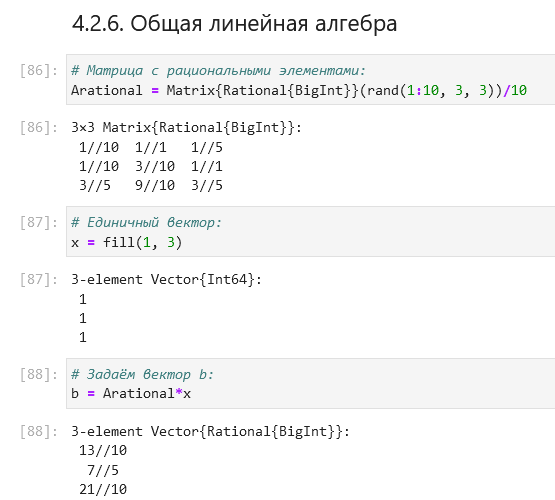 4.2.6. Общая линейная алгебра
[86]: # Матрица с рациональными элементами:
Arational = Matrix{Rational{BigInt}}(rand(1:10, 3, 3))/10
[86]: 3×3 Matrix{Rational{BigInt}}:
1//10 1//1 1//5
1//10 3//10 1//1
3//5 9//10 3//5
[87]: # Единичный вектор:
x = fill(1, 3)
[87]: 3-element Vector{Int64}:
1
1
1
[88]: # Задаём вектор b:
b = Arational*x
[88]: 3-element Vector{Rational{BigInt}}:
13//10
7//5
21//10